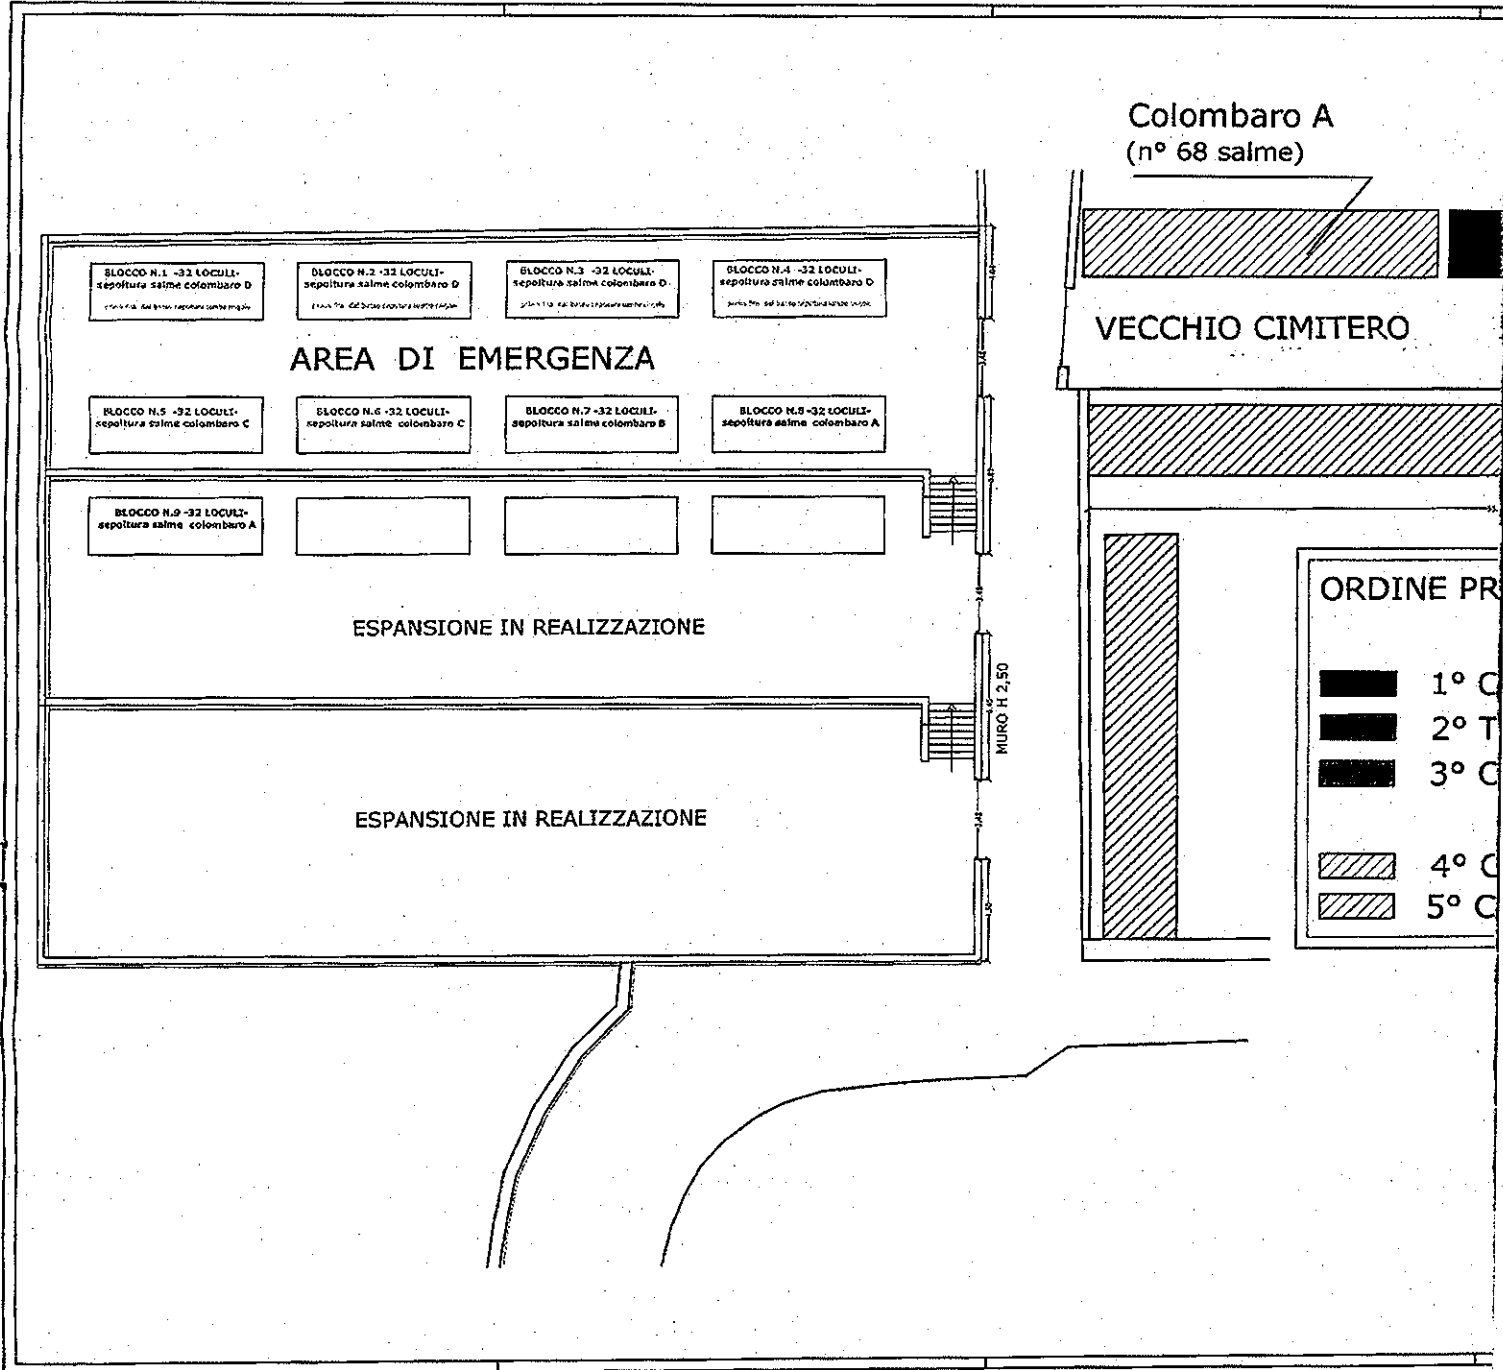 Colombaro A
(n° 68 salme)
BLOCCO N.1 -32 LOCULI-
sepoltura salme colombaro D
BLOCCO N.2 -32 LOCULI-
sepoltura salme colombaro D
BLOCCO N.3 -32 LOCULI-
sepoltura salme colombaro D
BLOCCO N.4 -32 LOCULI-
sepoltura salme colombaro D
VECCHIO CIMITERO
AREA DI EMERGENZA
BLOCCO N.5 -32 LOCULI-
sepoltura salme colombaro C
BLOCCO N.6 -32 LOCULI-
sepoltura salme colombaro C
BLOCCO N.7 -32 LOCULI-
sepoltura salme colombaro B
BLOCCO N.8 -32 LOCULI-
sepoltura salme colombaro A
BLOCCO N.9 -32 LOCULI-
sepoltura salme colombaro A
ESPANSIONE IN REALIZZAZIONE
MURO H 2,50
ESPANSIONE IN REALIZZAZIONE
ORDINE PR
1° C
2° T
3° C
4° C
5° C